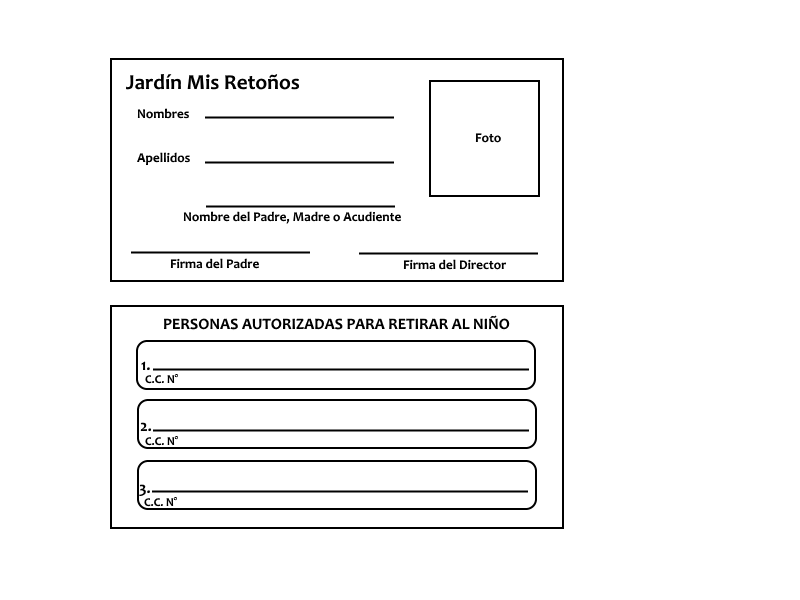 Jardín Mis Retoños
Nombres
Foto
Apellidos
Nombre del Padre, Madre o Acudiente
Firma del Padre
Firma del Director
PERSONAS AUTORIZADAS PARA RETIRAR AL NIÑO
1.
C.C. N°
2.
C.C. N°
3.
C.C. N°